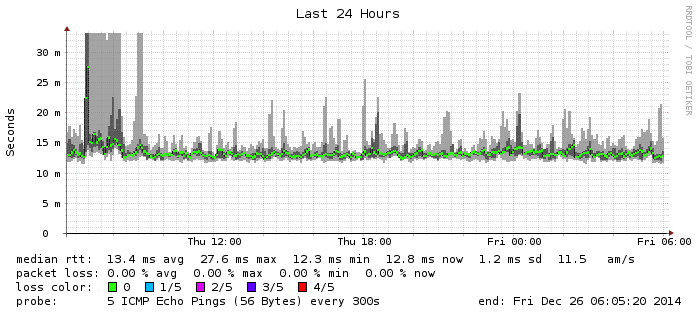 Last 24 Hours
RRDTOOL / TOBI OETIKER
Seconds
30 m
25 m
20 m
15 m
10 m
5 m
0
Thu 12:00 Thu 18:00 Fri 00:00 Fri 06:00
median rtt: 13.4 ms avg 27.6 ms max 12.3 ms min 12.8 ms now 1.2 ms sd 11.5 am/s
packet loss: 0.00 % avg 0.00 % max 0.00 % min 0.00 % now
loss color: 0 1/5 2/5 3/5 4/5
probe: 5 ICMP Echo Pings (56 Bytes) every 300s end: Fri Dec 26 06:05:20 2014